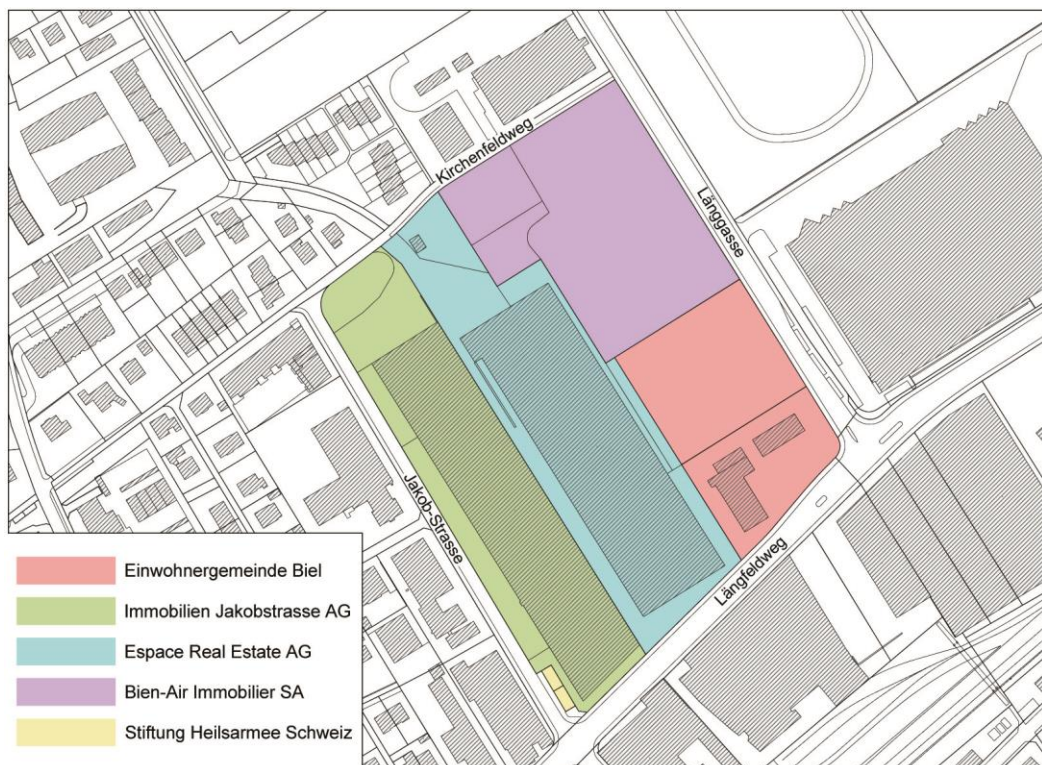 Kirchenfeldweg
Länggasse
Jakob-Strasse
Längfeldweg
Einwohnergemeinde Biel
Immobilien Jakobstrasse AG
Espace Real Estate AG
Bien-Air Immobilier SA
Stiftung Heilsarmee Schweiz